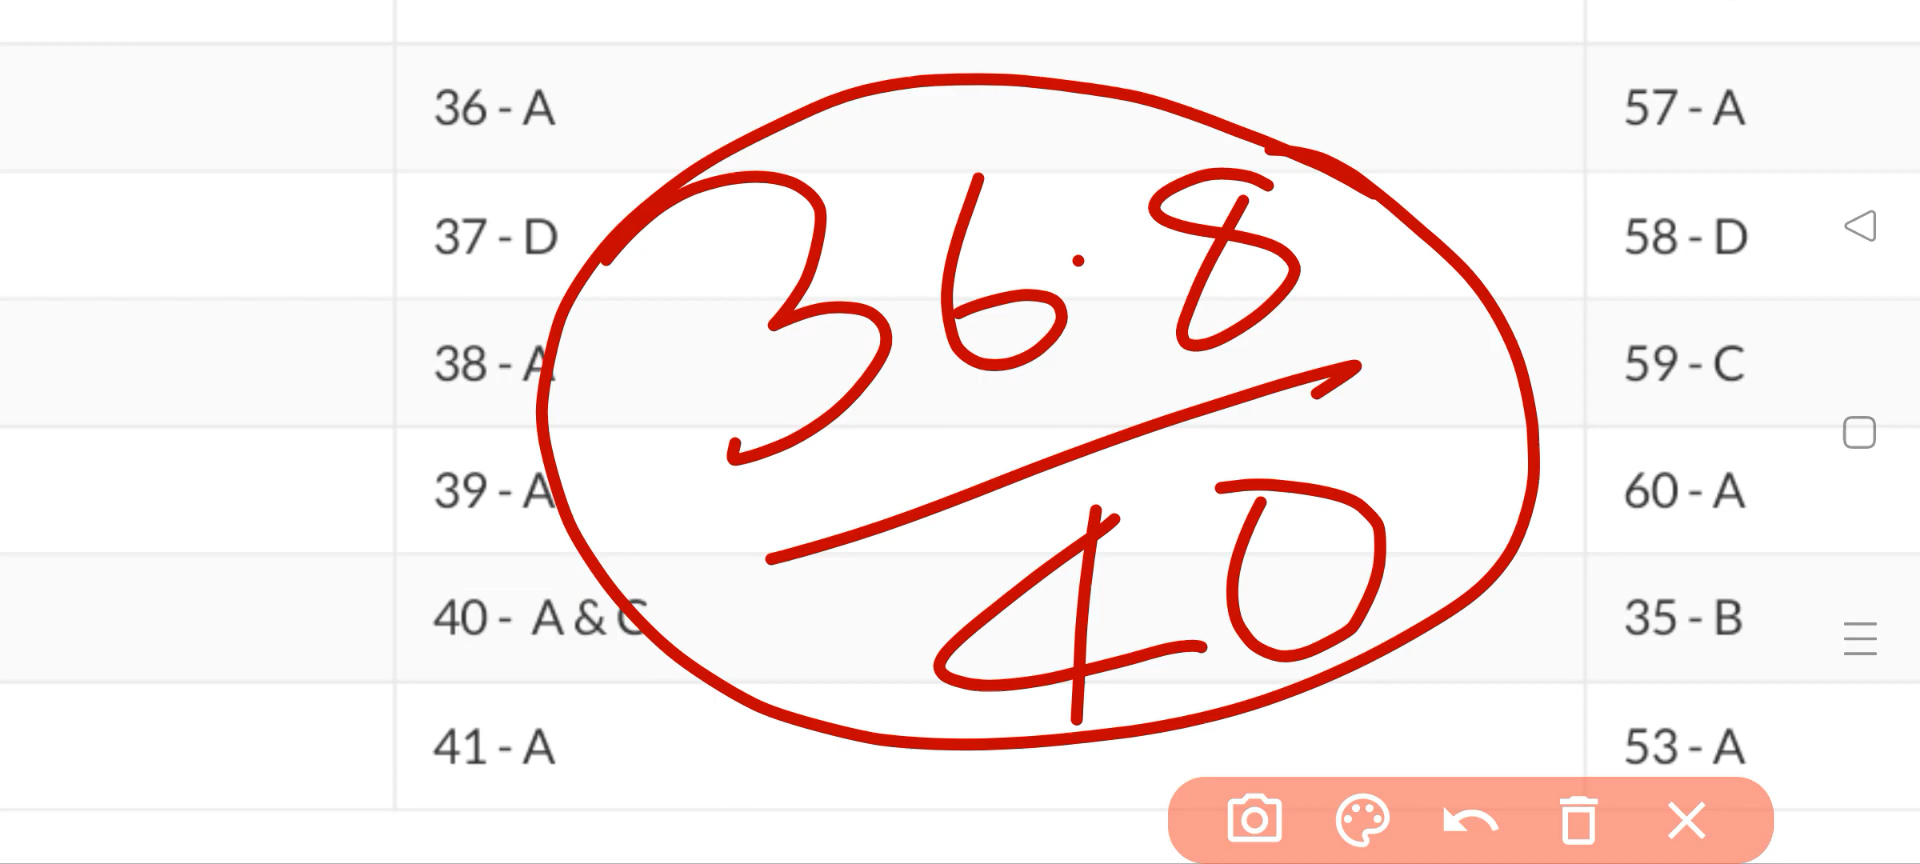 36 - A
57 - A
37 - D
58 - D
36.8
38 - A
59 - C
39 - A
60 - A
40
40 - A & C
35 - B
41 - A
53 - A